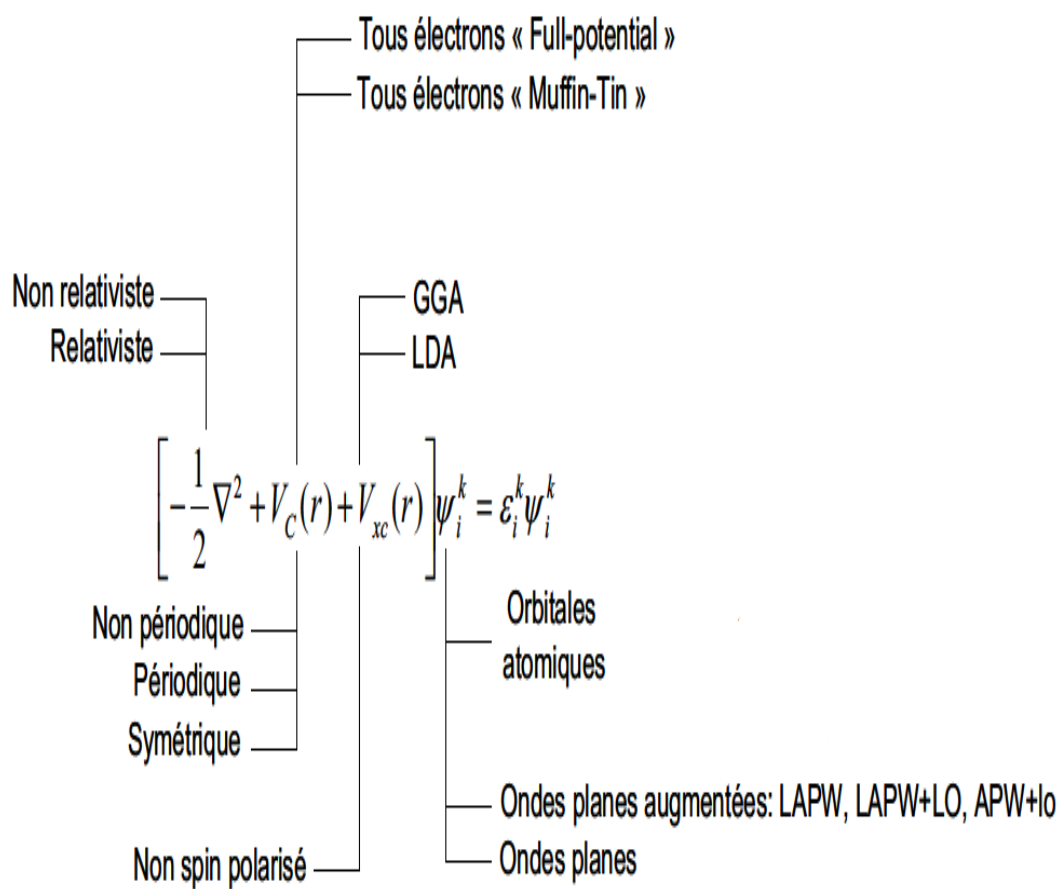 Tous électrons « Full-potential »
Tous électrons « Muffin-Tin »
Non relativiste
GGA
Relativiste
LDA
[-1/2 ∇² + V_C(r) + V_xc(r)] ψ_i^k = ε_i^k ψ_i^k
Non périodique
Orbitales
atomiques
Périodique
Symétrique
Ondes planes augmentées: LAPW, LAPW+LO, APW+lo
Non spin polarisé
Ondes planes